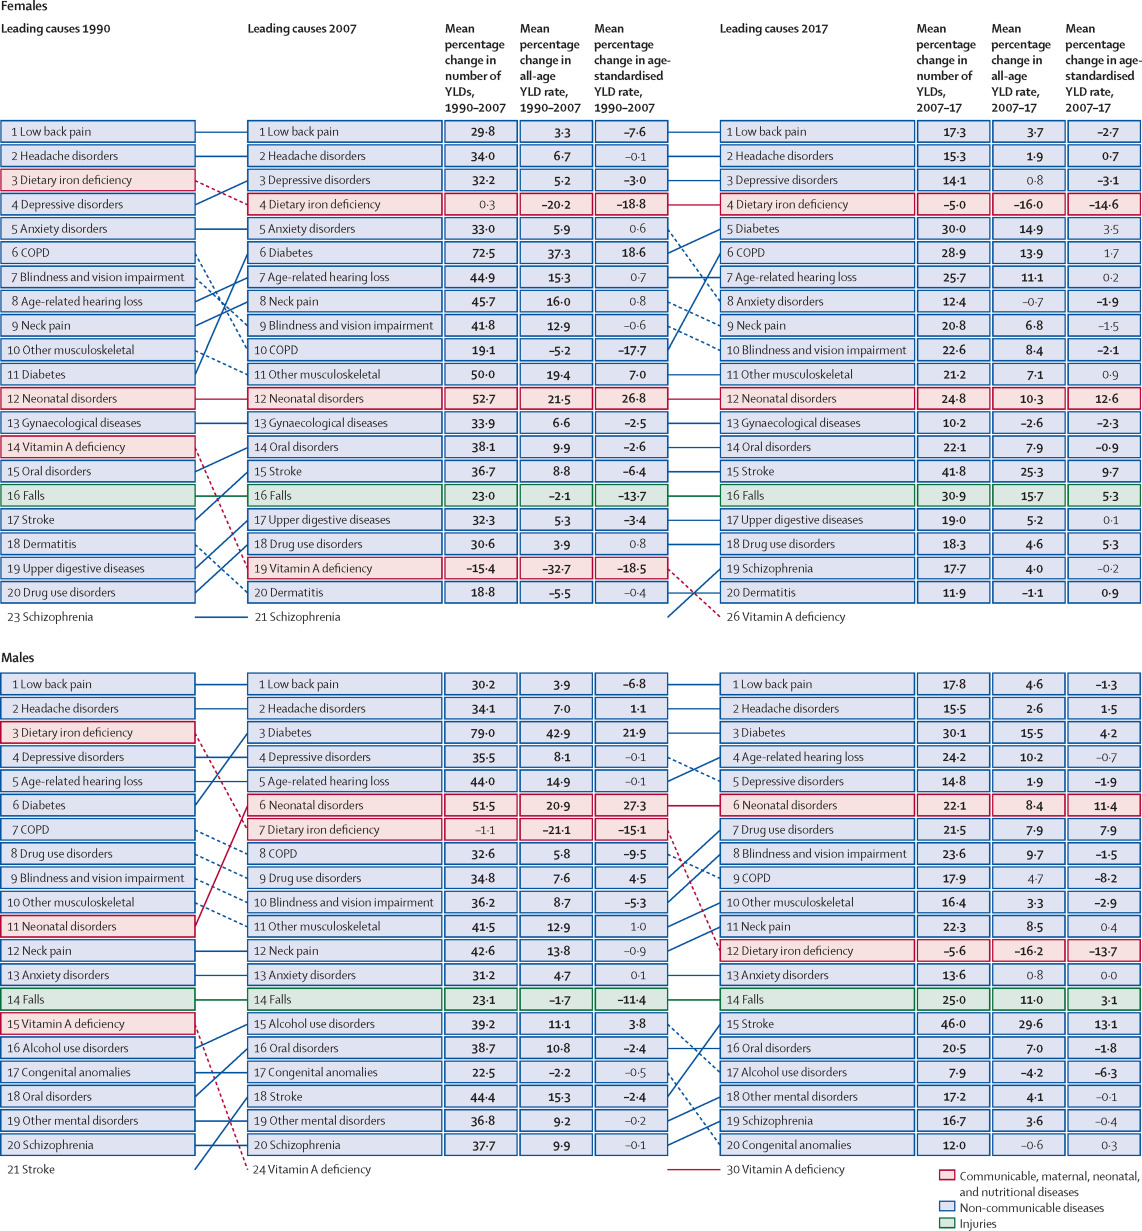 Females
Leading causes 1990 Leading causes 2007 Mean percentage change in number of YLDs, 1990–2007 Mean percentage change in all-age YLD rate, 1990–2007 Mean percentage change in age-standardised YLD rate, 1990–2007 Leading causes 2017 Mean percentage change in number of YLDs, 2007–17 Mean percentage change in all-age YLD rate, 2007–17 Mean percentage change in age-standardised YLD rate, 2007–17
1 Low back pain 1 Low back pain 29·8 3·3 –7·6 1 Low back pain 17·3 3·7 –2·7
2 Headache disorders 2 Headache disorders 34·0 6·7 –0·1 2 Headache disorders 15·3 1·9 0·7
3 Dietary iron deficiency 3 Depressive disorders 32·2 5·2 –3·0 3 Depressive disorders 14·1 0·8 –3·1
4 Depressive disorders 4 Dietary iron deficiency 0·3 –20·2 –18·8 4 Dietary iron deficiency –5·0 –16·0 –14·6
5 Anxiety disorders 5 Anxiety disorders 33·0 5·9 0·6 5 Diabetes 30·0 14·9 3·5
6 COPD 6 Diabetes 72·5 37·3 18·6 6 COPD 28·9 13·9 1·7
7 Blindness and vision impairment 7 Age-related hearing loss 44·9 15·3 0·7 7 Age-related hearing loss 25·7 11·1 0·2
8 Age-related hearing loss 8 Neck pain 45·7 16·0 0·8 8 Anxiety disorders 12·4 –0·7 –1·9
9 Neck pain 9 Blindness and vision impairment 41·8 12·9 –0·6 9 Neck pain 20·8 6·8 –1·5
10 Other musculoskeletal 10 COPD 19·1 –5·2 –17·7 10 Blindness and vision impairment 22·6 8·4 –2·1
11 Diabetes 11 Other musculoskeletal 50·0 19·4 7·0 11 Other musculoskeletal 21·2 7·1 0·9
12 Neonatal disorders 12 Neonatal disorders 52·7 21·5 26·8 12 Neonatal disorders 24·8 10·3 12·6
13 Gynaecological diseases 13 Gynaecological diseases 33·9 6·6 –2·5 13 Gynaecological diseases 10·2 –2·6 –2·3
14 Vitamin A deficiency 14 Oral disorders 38·1 9·9 –2·6 14 Oral disorders 22·1 7·9 –0·9
15 Oral disorders 15 Stroke 36·7 8·8 –6·4 15 Stroke 41·8 25·3 9·7
16 Falls 16 Falls 23·0 –2·1 –13·7 16 Falls 30·9 15·7 5·3
17 Stroke 17 Upper digestive diseases 32·3 5·3 –3·4 17 Upper digestive diseases 19·0 5·2 0·1
18 Dermatitis 18 Drug use disorders 30·6 3·9 0·8 18 Drug use disorders 18·3 4·6 5·3
19 Upper digestive diseases 19 Vitamin A deficiency –15·4 –32·7 –18·5 19 Schizophrenia 17·7 4·0 –0·2
20 Drug use disorders 20 Dermatitis 18·8 –5·5 –0·4 20 Dermatitis 11·9 –1·1 0·9
23 Schizophrenia 21 Schizophrenia 26 Vitamin A deficiency
Males
1 Low back pain 1 Low back pain 30·2 3·9 –6·8 1 Low back pain 17·8 4·6 –1·3
2 Headache disorders 2 Headache disorders 34·1 7·0 1·1 2 Headache disorders 15·5 2·6 1·5
3 Dietary iron deficiency 3 Diabetes 79·0 42·9 21·9 3 Diabetes 30·1 15·5 4·2
4 Depressive disorders 4 Depressive disorders 35·5 8·1 –0·1 4 Age-related hearing loss 24·2 10·2 –0·7
5 Age-related hearing loss 5 Age-related hearing loss 44·0 14·9 –0·1 5 Depressive disorders 14·8 1·9 –1·9
6 Diabetes 6 Neonatal disorders 51·5 20·9 27·3 6 Neonatal disorders 22·1 8·4 11·4
7 COPD 7 Dietary iron deficiency –1·1 –21·1 –15·1 7 Drug use disorders 21·5 7·9 7·9
8 Drug use disorders 8 COPD 32·6 5·8 –9·5 8 Blindness and vision impairment 23·6 9·7 –1·5
9 Blindness and vision impairment 9 Drug use disorders 34·8 7·6 4·5 9 COPD 17·9 4·7 –8·2
10 Other musculoskeletal 10 Blindness and vision impairment 36·2 8·7 –5·3 10 Other musculoskeletal 16·4 3·3 –2·9
11 Neonatal disorders 11 Other musculoskeletal 41·5 12·9 1·0 11 Neck pain 22·3 8·5 0·4
12 Neck pain 12 Neck pain 42·6 13·8 –0·9 12 Dietary iron deficiency –5·6 –16·2 –13·7
13 Anxiety disorders 13 Anxiety disorders 31·2 4·7 0·1 13 Anxiety disorders 13·6 0·8 0·0
14 Falls 14 Falls 23·1 –1·7 –11·4 14 Falls 25·0 11·0 3·1
15 Vitamin A deficiency 15 Alcohol use disorders 39·2 11·1 3·8 15 Stroke 46·0 29·6 13·1
16 Alcohol use disorders 16 Oral disorders 38·7 10·8 –2·4 16 Oral disorders 20·5 7·0 –1·8
17 Congenital anomalies 17 Congenital anomalies 22·5 –2·2 –0·5 17 Alcohol use disorders 7·9 –4·2 –6·3
18 Oral disorders 18 Stroke 44·4 15·3 –2·4 18 Other mental disorders 17·2 4·1 –0·1
19 Other mental disorders 19 Other mental disorders 36·8 9·2 –0·2 19 Schizophrenia 16·7 3·6 –0·4
20 Schizophrenia 20 Schizophrenia 37·7 9·9 –0·1 20 Congenital anomalies 12·0 –0·6 0·3
21 Stroke 24 Vitamin A deficiency 30 Vitamin A deficiency
Communicable, maternal, neonatal,
and nutritional diseases
Non-communicable diseases
Injuries